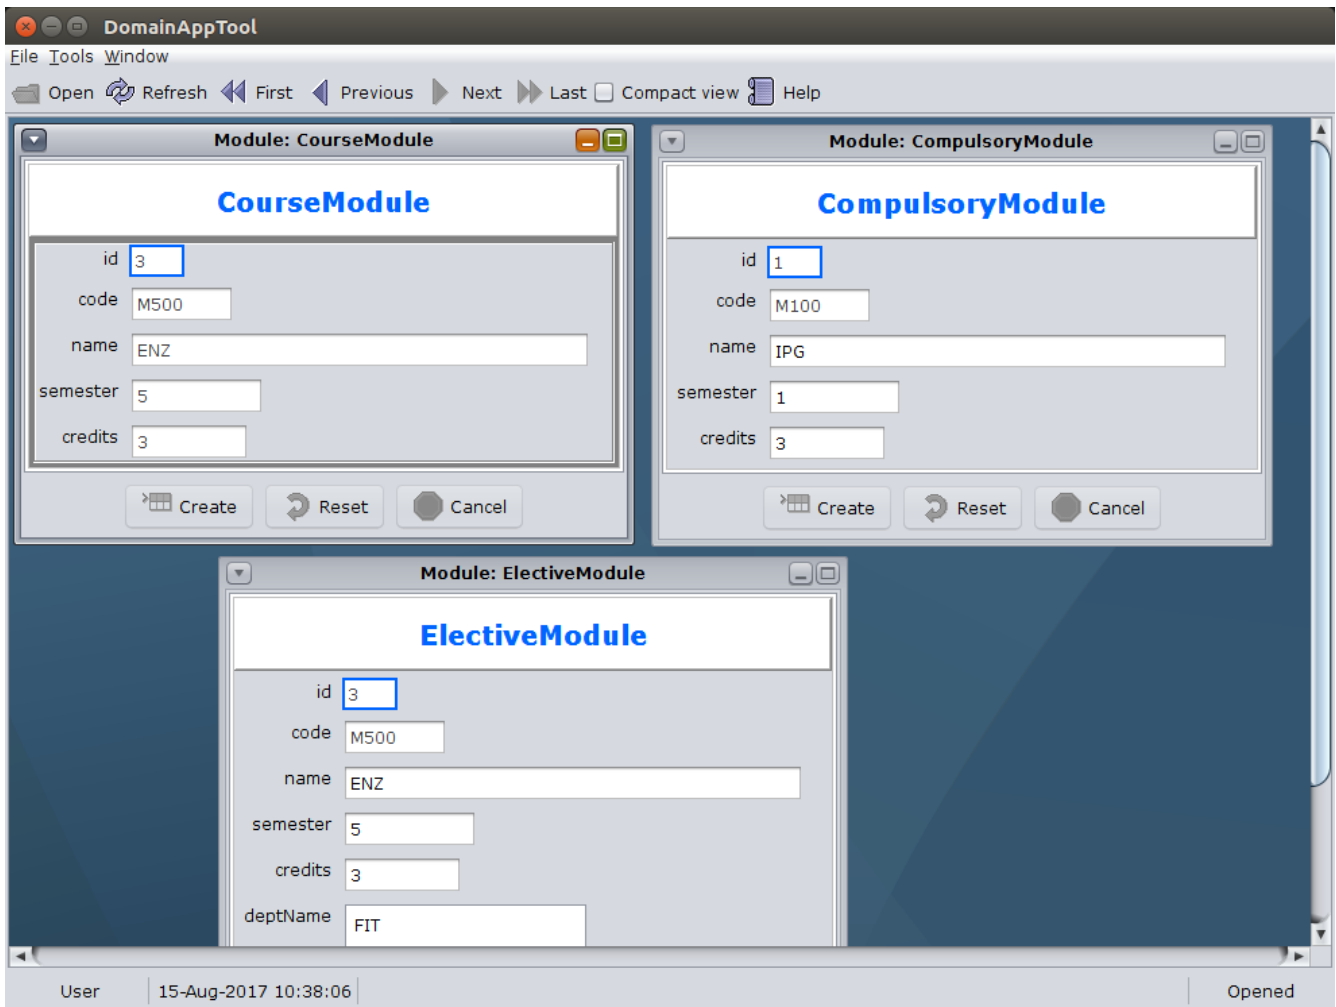 DomainAppTool
File Tools Window
Open Refresh First Previous Next Last Compact view Help
Module: CourseModule
CourseModule
id 3
code M500
name ENZ
semester 5
credits 3
Create Reset Cancel
Module: CompulsoryModule
CompulsoryModule
id 1
code M100
name IPG
semester 1
credits 3
Create Reset Cancel
Module: ElectiveModule
ElectiveModule
id 3
code M500
name ENZ
semester 5
credits 3
deptName FIT
User 15-Aug-2017 10:38:06 Opened